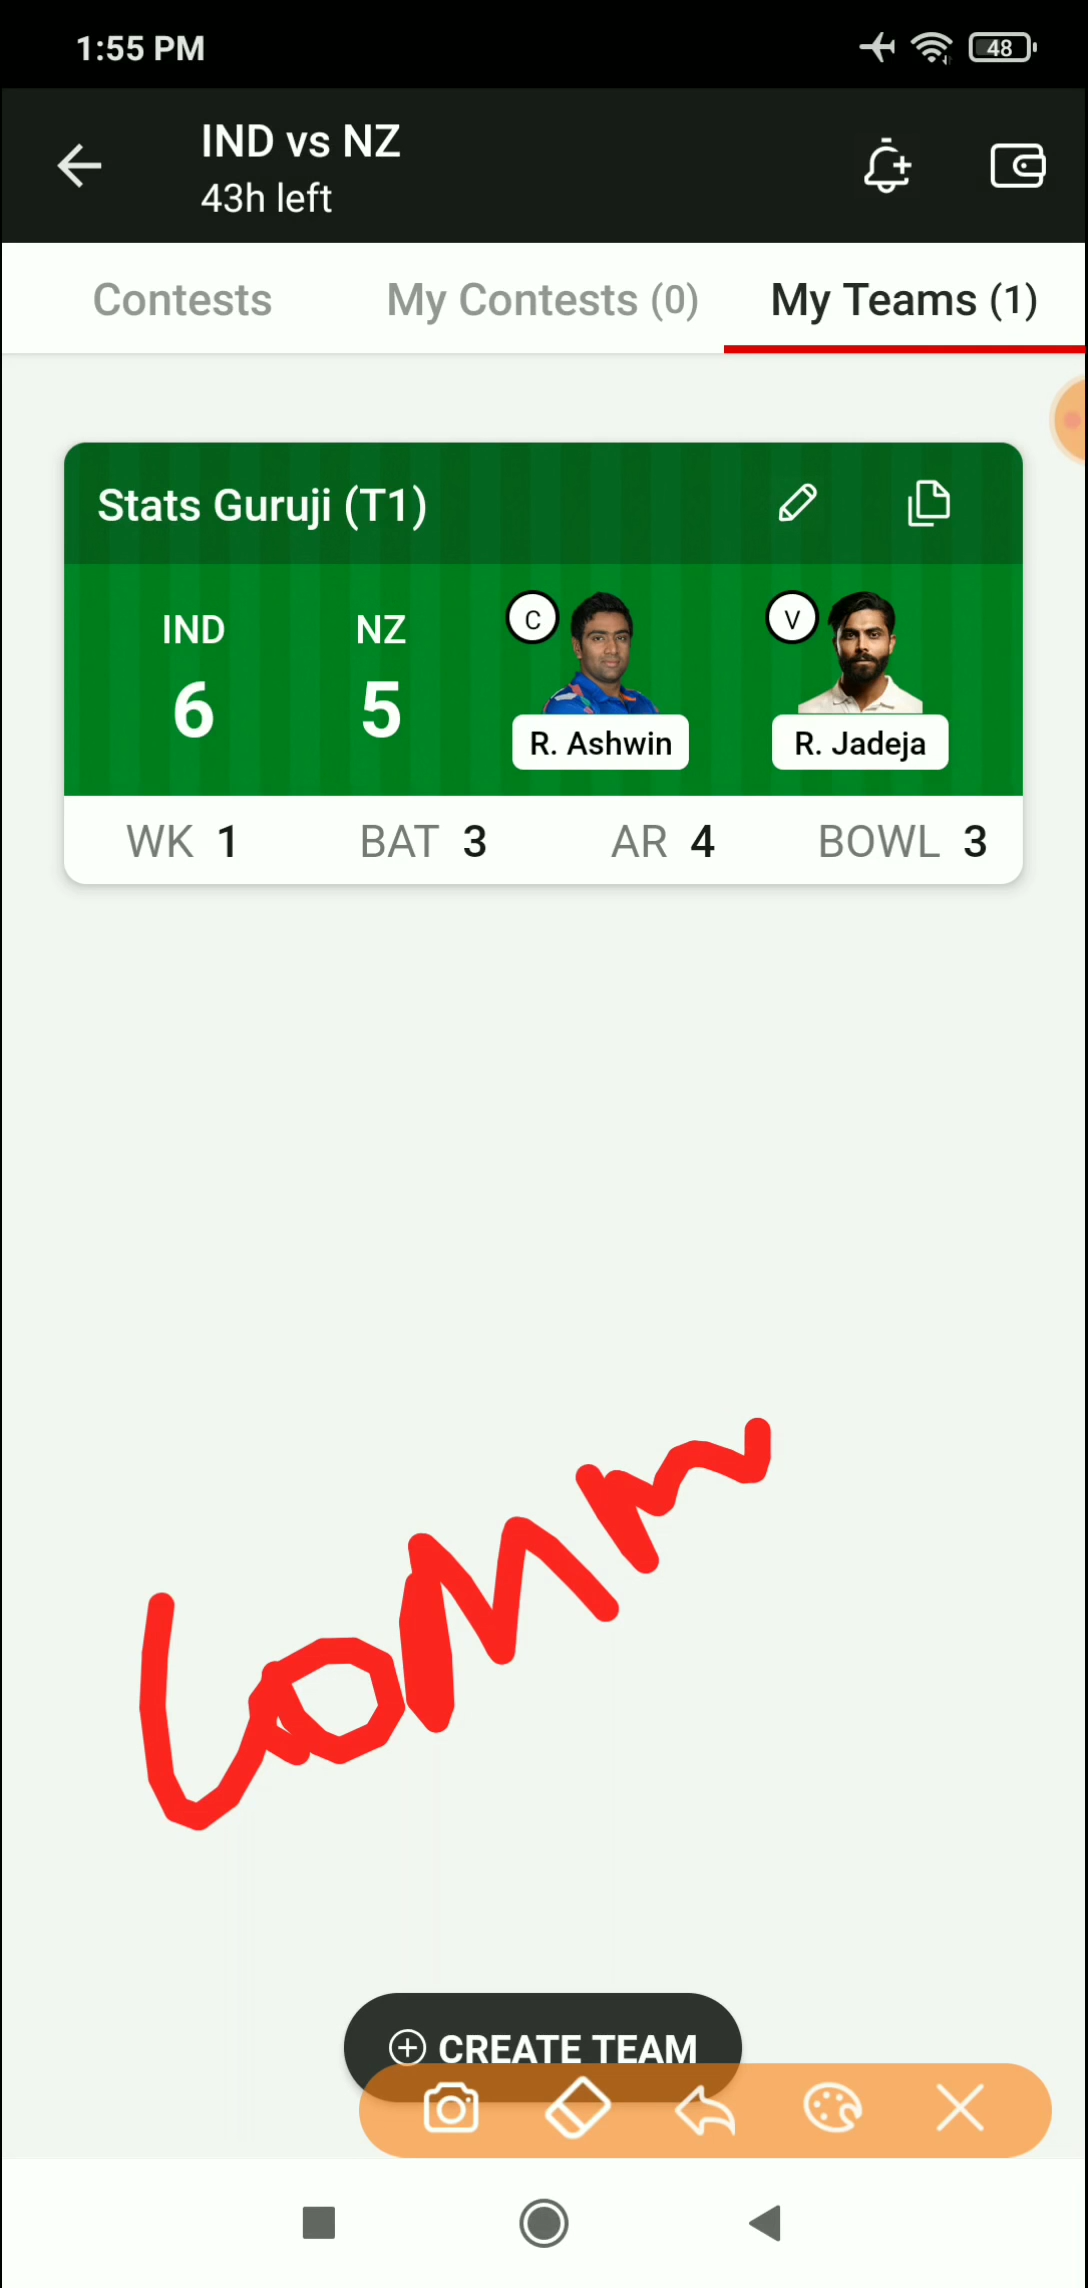 1:55 PM
48
IND vs NZ
43h left
Contests My Contests (0) My Teams (1)
Stats Guruji (T1)
IND NZ C V
6 5
R. Ashwin R. Jadeja
WK 1 BAT 3 AR 4 BOWL 3
Comm
CREATE TEAM